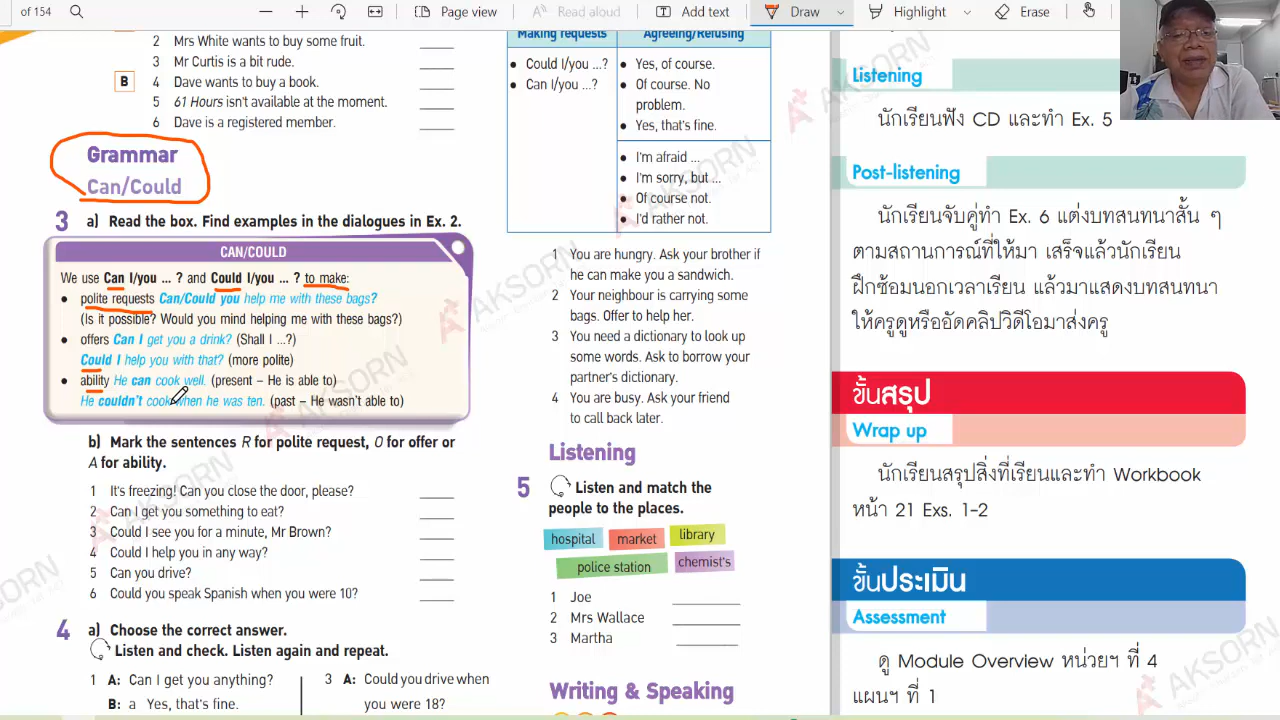 of 154
Page view
Read aloud
Add text
Draw
Highlight
Erase
2 Mrs White wants to buy some fruit.
3 Mr Curtis is a bit rude.
B 4 Dave wants to buy a book.
5 61 Hours isn't available at the moment.
6 Dave is a registered member.
Grammar
Can/Could
3 a) Read the box. Find examples in the dialogues in Ex. 2.
CAN/COULD
We use Can I/you ... ? and Could I/you ... ? to make:
• polite requests Can/Could you help me with these bags?
(Is it possible? Would you mind helping me with these bags?)
• offers Can I get you a drink? (Shall I ...?)
Could I help you with that? (more polite)
• ability He can cook well. (present – He is able to)
He couldn't cook when he was ten. (past – He wasn't able to)
b) Mark the sentences R for polite request, O for offer or
A for ability.
1 It's freezing! Can you close the door, please?
2 Can I get you something to eat?
3 Could I see you for a minute, Mr Brown?
4 Could I help you in any way?
5 Can you drive?
6 Could you speak Spanish when you were 10?
4 a) Choose the correct answer.
Listen and check. Listen again and repeat.
1 A: Can I get you anything?
B: a Yes, that's fine.
3 A: Could you drive when
you were 18?
Making requests
Agreeing/Refusing
• Could I/you ...?
• Can I/you ...?
• Yes, of course.
• Of course. No
problem.
• Yes, that's fine.
• I'm afraid ...
• I'm sorry, but ...
• Of course not.
• I'd rather not.
1 You are hungry. Ask your brother if
he can make you a sandwich.
2 Your neighbour is carrying some
bags. Offer to help her.
3 You need a dictionary to look up
some words. Ask to borrow your
partner's dictionary.
4 You are busy. Ask your friend
to call back later.
Listening
5 Listen and match the
people to the places.
hospital
market
library
police station
chemist's
1 Joe
2 Mrs Wallace
3 Martha
Writing & Speaking
Listening
นักเรียนฟัง CD และทำ Ex. 5
Post-listening
นักเรียนจับคู่ทำ Ex. 6 แต่งบทสนทนาสั้น ๆ
ตามสถานการณ์ที่ให้มา เสร็จแล้วนักเรียน
ฝึกซ้อมนอกเวลาเรียน แล้วมาแสดงบทสนทนา
ให้ครูดูหรืออัดคลิปวิดีโอมาส่งครู
ขั้นสรุป
Wrap up
นักเรียนสรุปสิ่งที่เรียนและทำ Workbook
หน้า 21 Exs. 1-2
ขั้นประเมิน
Assessment
ดู Module Overview หน่วยฯ ที่ 4
แผนฯ ที่ 1
AKSORN
AKSORN
AKSORN
AKSORN
AKSORN
AKSORN